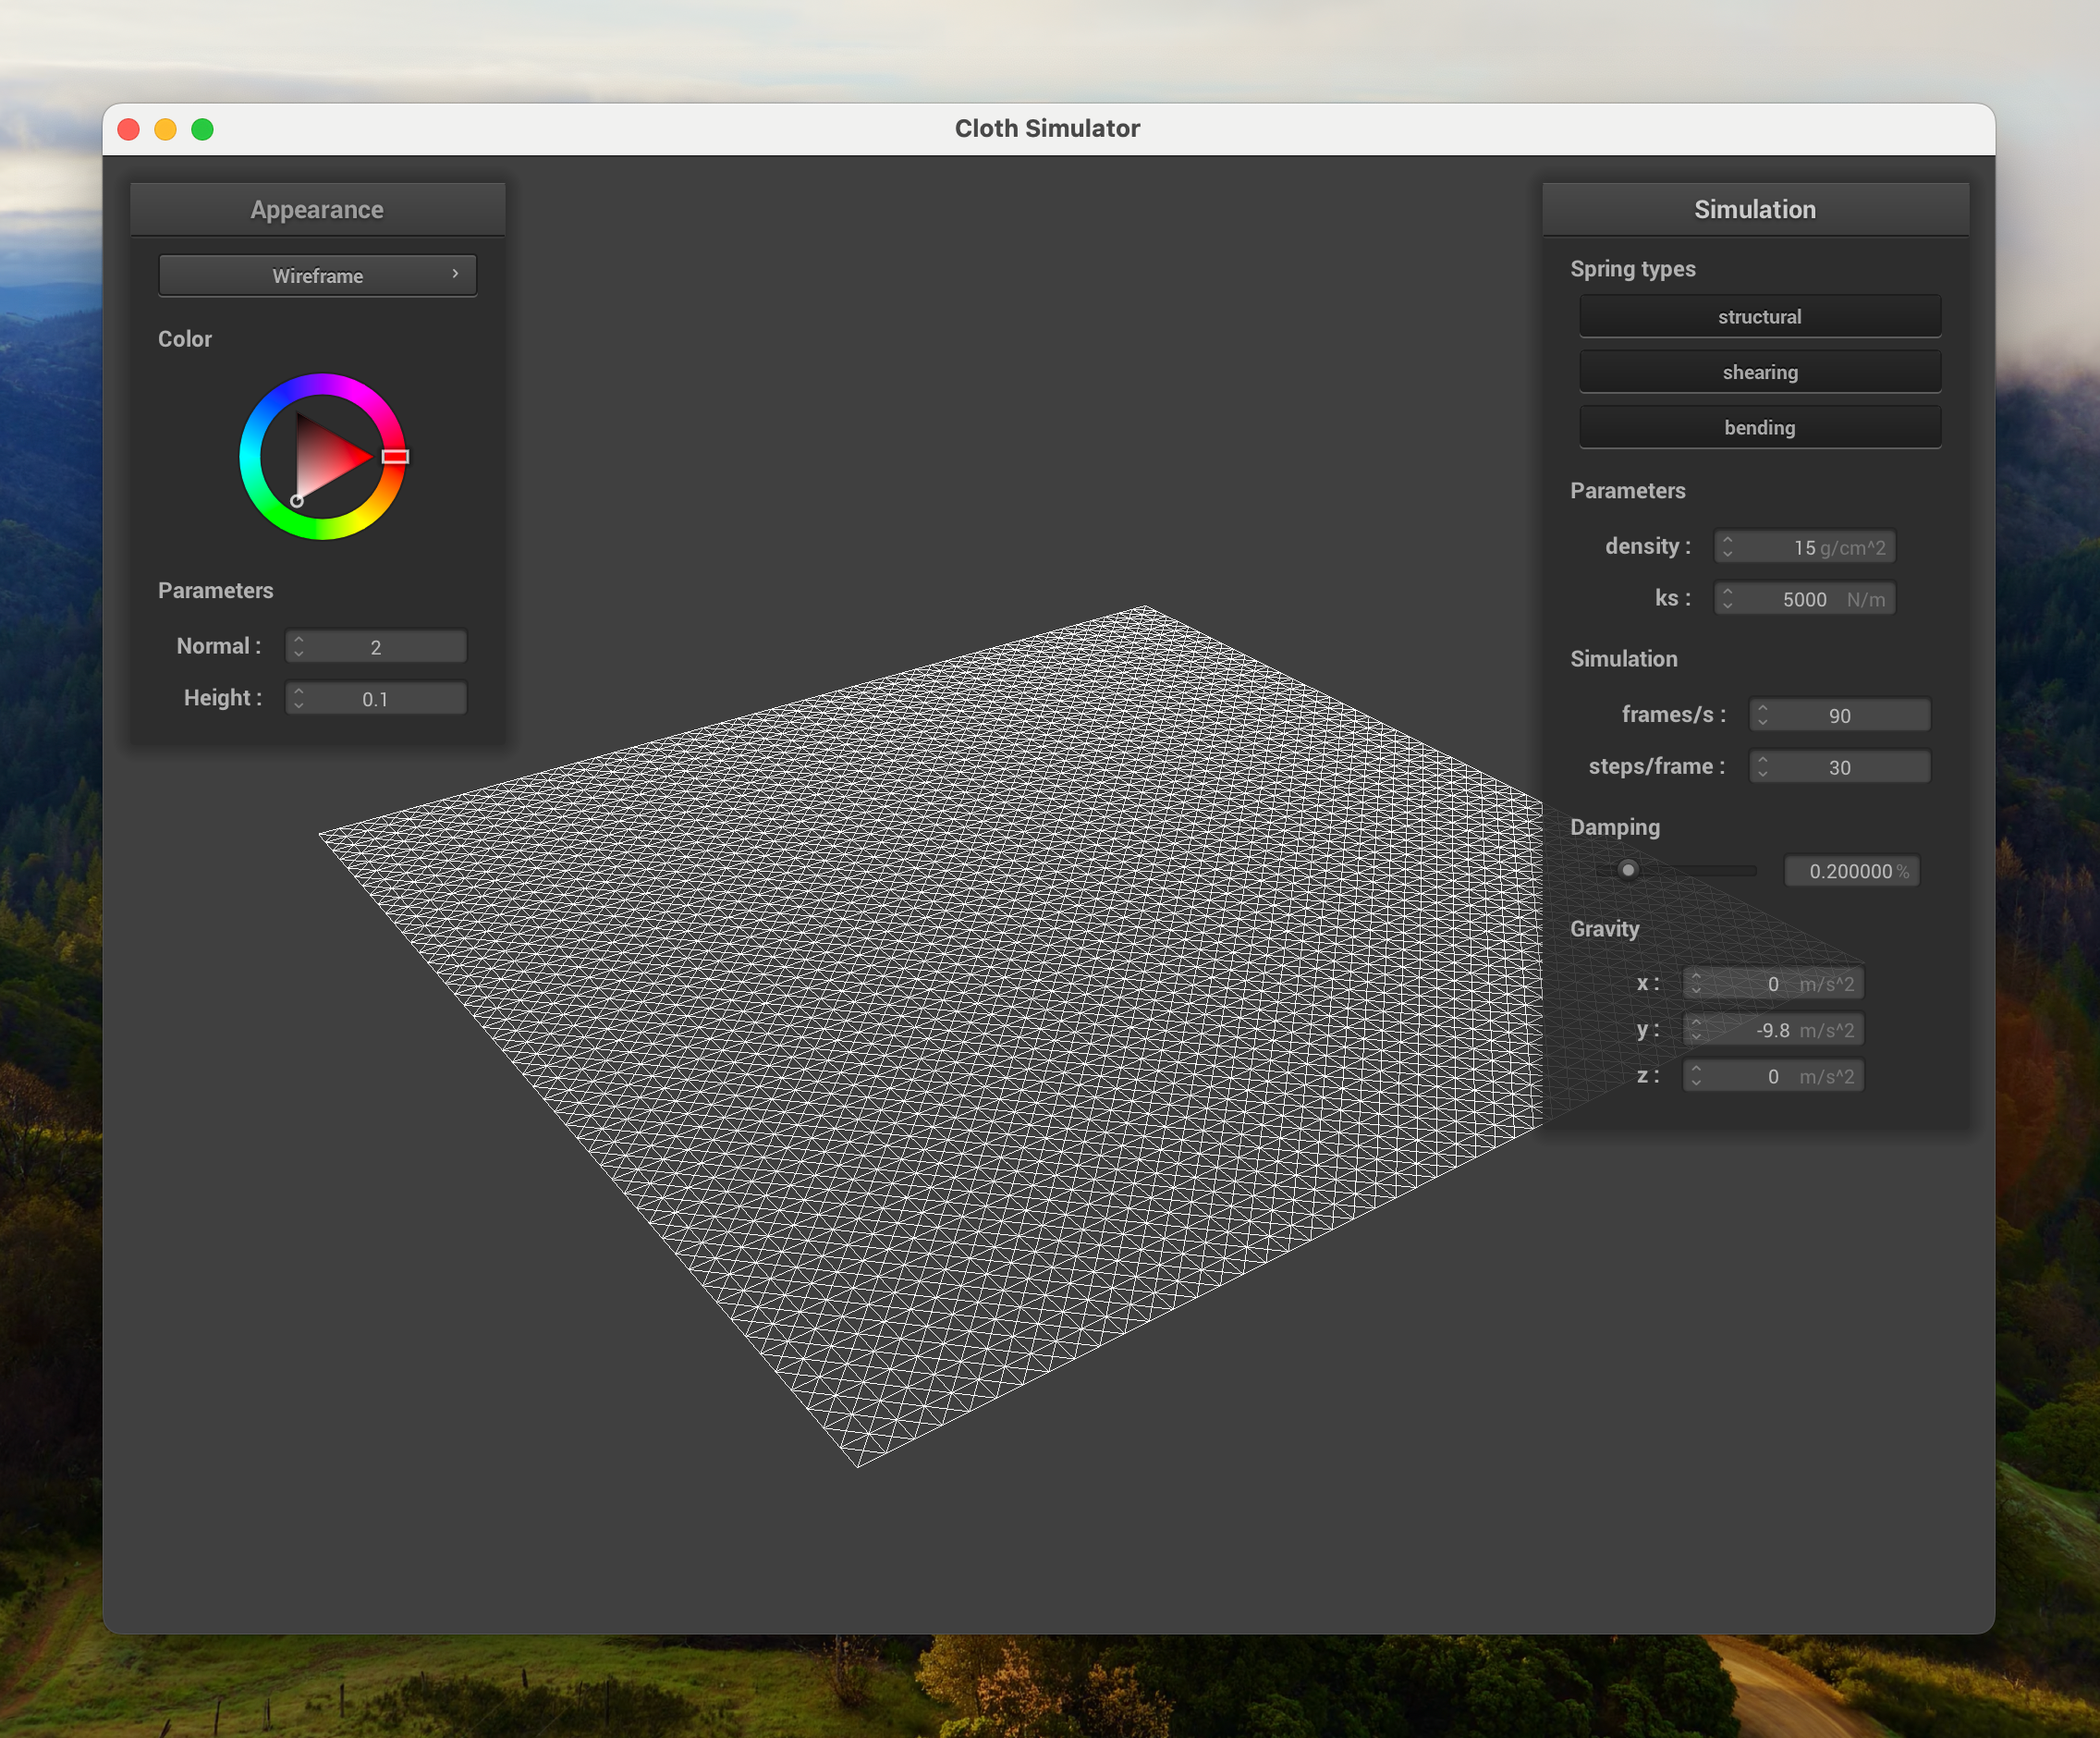 Cloth Simulator
Appearance
Wireframe
Color
Parameters
Normal : 2
Height : 0.1
Simulation
Spring types
structural
shearing
bending
Parameters
density : 15 g/cm^2
ks : 5000 N/m
Simulation
frames/s : 90
steps/frame : 30
Damping
0.200000 %
Gravity
x : 0 m/s^2
y : -9.8 m/s^2
z : 0 m/s^2